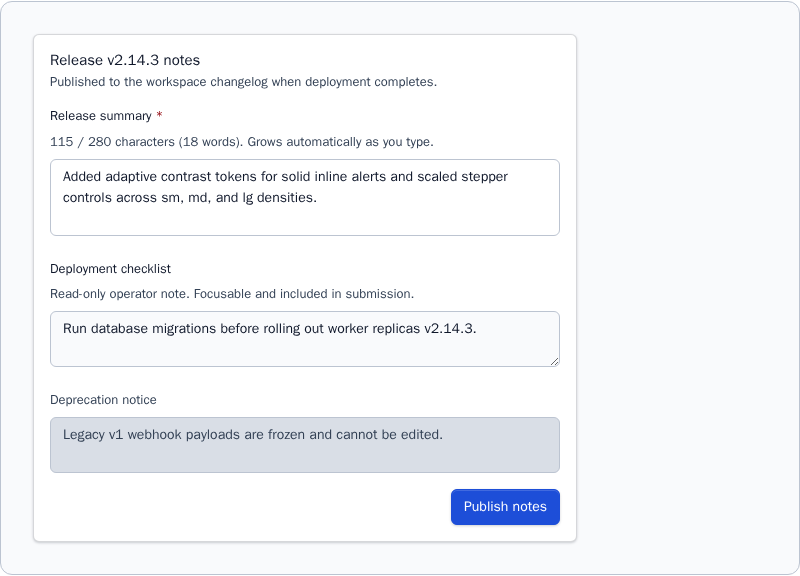 Release v2.14.3 notes
Published to the workspace changelog when deployment completes.
Release summary *
115 / 280 characters (18 words). Grows automatically as you type.
Added adaptive contrast tokens for solid inline alerts and scaled stepper
controls across sm, md, and lg densities.
Deployment checklist
Read-only operator note. Focusable and included in submission.
Run database migrations before rolling out worker replicas v2.14.3.
Deprecation notice
Legacy v1 webhook payloads are frozen and cannot be edited.
Publish notes